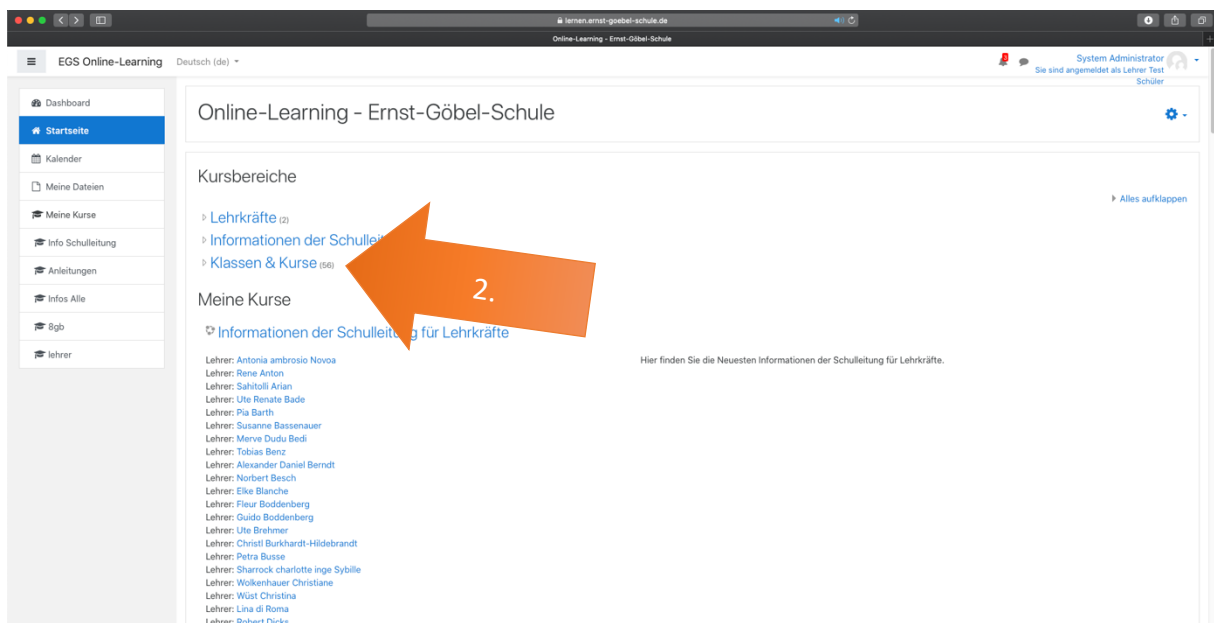 lernen.ernst-goebel-schule.de
Online-Learning - Ernst-Göbel-Schule
EGS Online-Learning
Deutsch (de)
System Administrator
Sie sind angemeldet als Lehrer Test
Schüler
Dashboard
Startseite
Kalender
Meine Dateien
Meine Kurse
Info Schulleitung
Anleitungen
Infos Alle
8gb
lehrer
Online-Learning - Ernst-Göbel-Schule
Kursbereiche
Alles aufklappen
Lehrkräfte (2)
Informationen der Schullei
Klassen & Kurse (56)
2.
Meine Kurse
Informationen der Schulleitung für Lehrkräfte
Lehrer: Antonia ambrosio Novoa
Lehrer: Rene Anton
Lehrer: Sahitolli Arian
Lehrer: Ute Renate Bade
Lehrer: Pia Barth
Lehrer: Susanne Bassenauer
Lehrer: Merve Dudu Bedi
Lehrer: Tobias Benz
Lehrer: Alexander Daniel Berndt
Lehrer: Norbert Besch
Lehrer: Elke Blanche
Lehrer: Fleur Boddenberg
Lehrer: Guido Boddenberg
Lehrer: Ute Brehmer
Lehrer: Christl Burkhardt-Hildebrandt
Lehrer: Petra Busse
Lehrer: Sharrock charlotte inge Sybille
Lehrer: Wolkenhauer Christiane
Lehrer: Wüst Christina
Lehrer: Lina di Roma
Lehrer: Robert Dicks
Hier finden Sie die Neuesten Informationen der Schulleitung für Lehrkräfte.